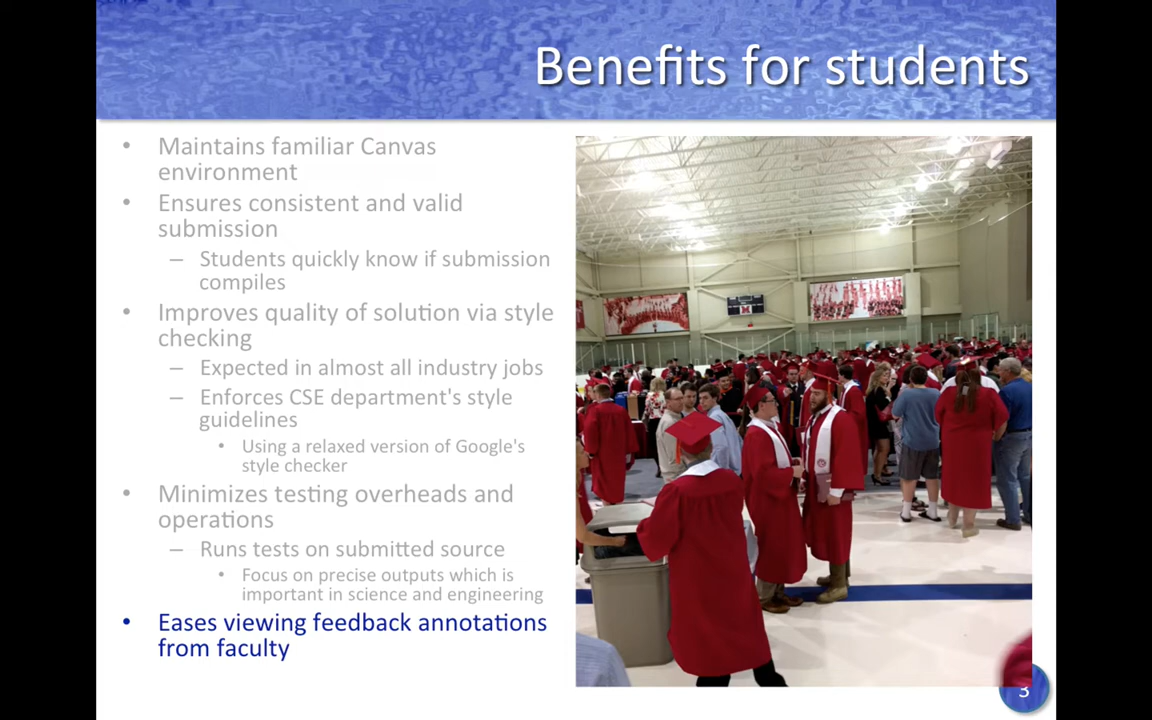 Benefits for students
• Maintains familiar Canvas
environment
• Ensures consistent and valid
submission
– Students quickly know if submission
compiles
• Improves quality of solution via style
checking
– Expected in almost all industry jobs
– Enforces CSE department's style
guidelines
• Using a relaxed version of Google's
style checker
• Minimizes testing overheads and
operations
– Runs tests on submitted source
• Focus on precise outputs which is
important in science and engineering
• Eases viewing feedback annotations
from faculty
M
3